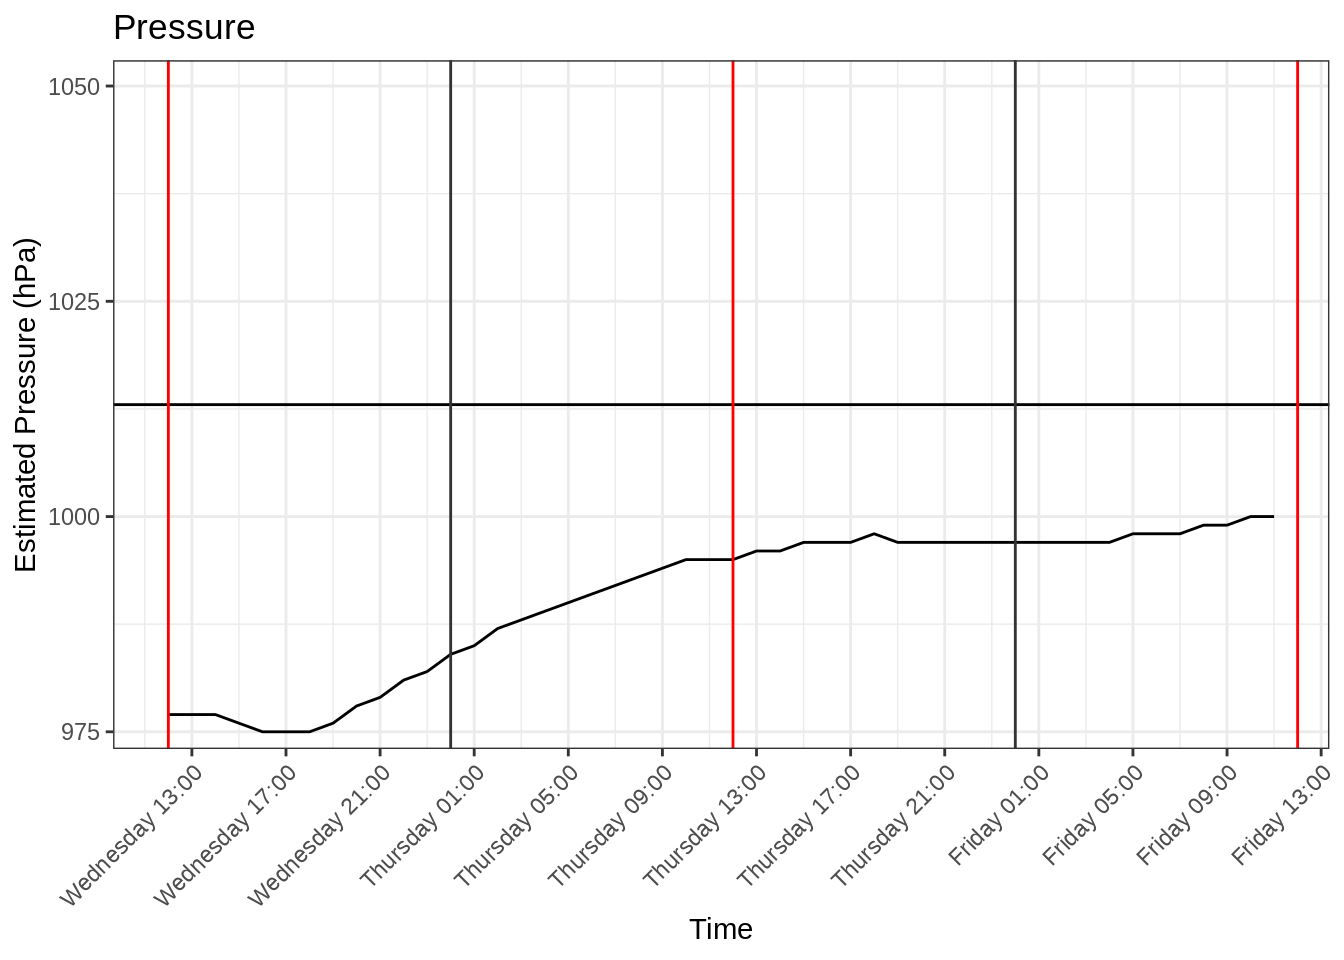 Pressure
Estimated Pressure (hPa)
1050
1025
1000
975
Wednesday 13:00
Wednesday 17:00
Wednesday 21:00
Thursday 01:00
Thursday 05:00
Thursday 09:00
Thursday 13:00
Thursday 17:00
Thursday 21:00
Friday 01:00
Friday 05:00
Friday 09:00
Friday 13:00
Time